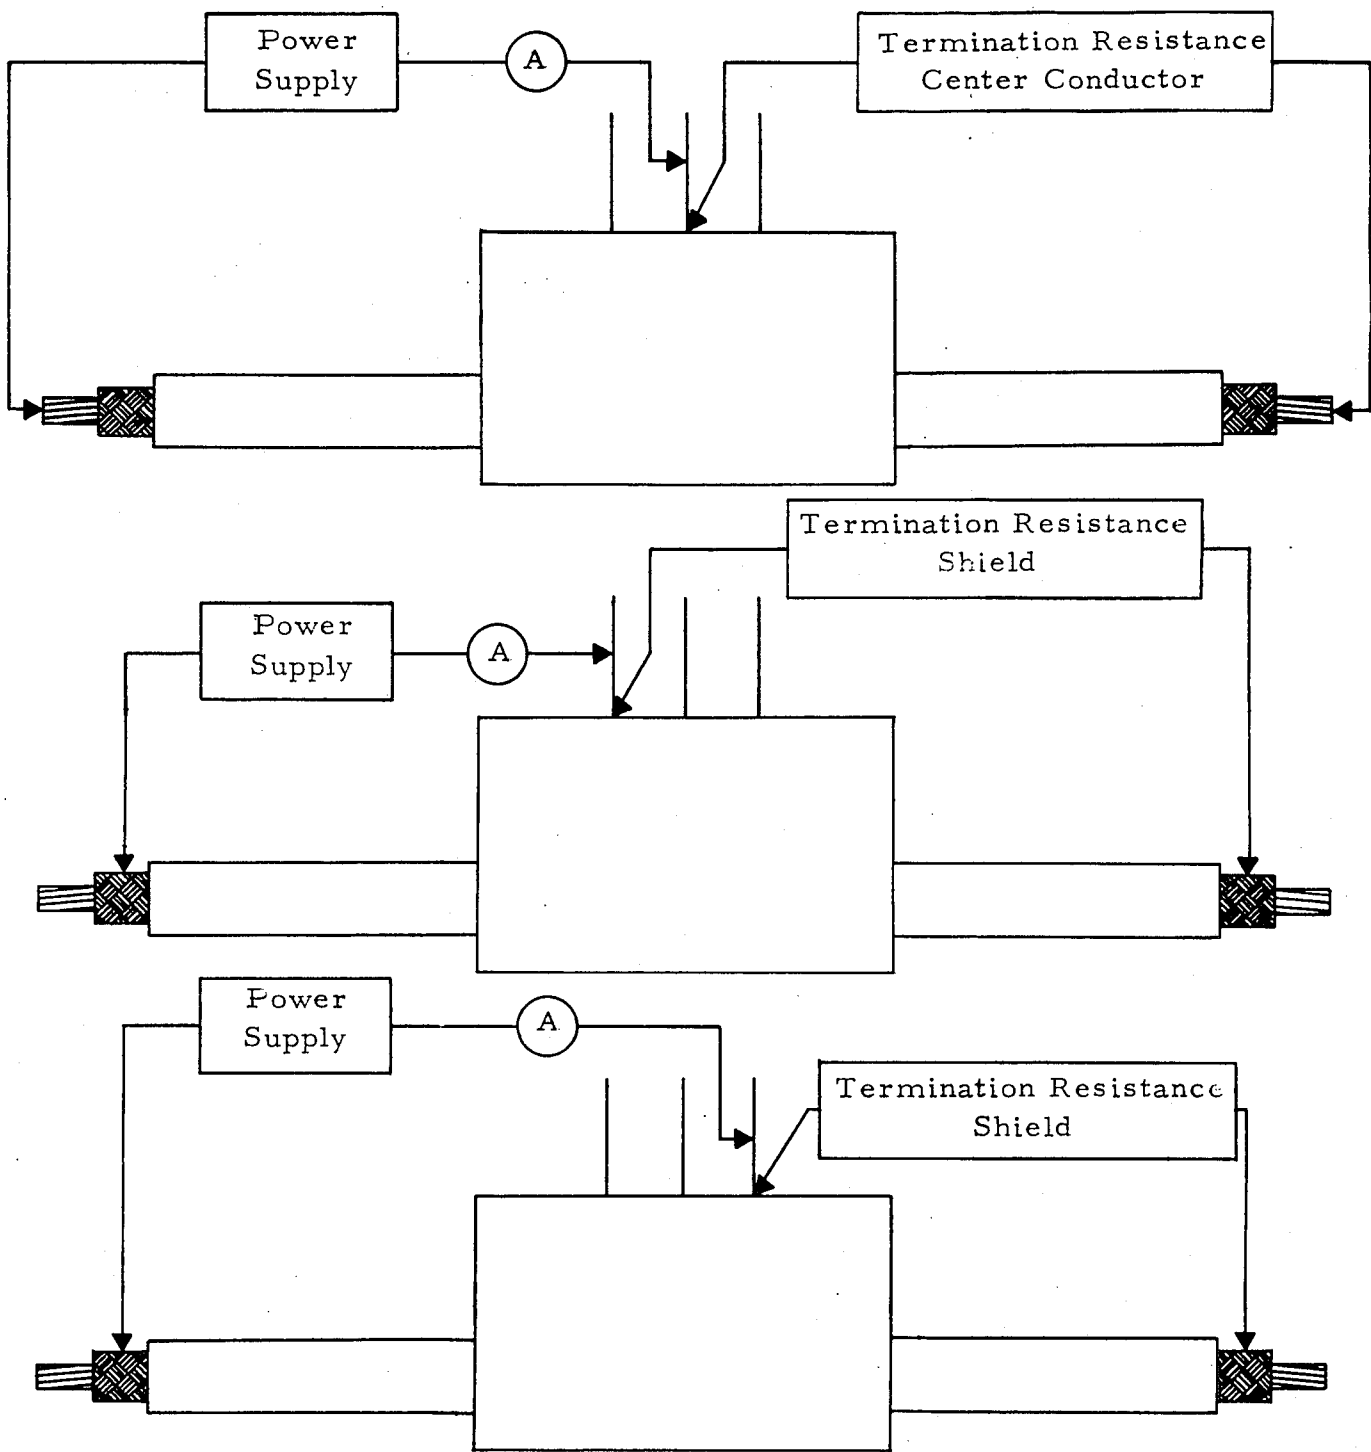 Power
Supply
A
Termination Resistance
Center Conductor
Termination Resistance
Shield
Power
Supply
A
Power
Supply
A
Termination Resistance
Shield